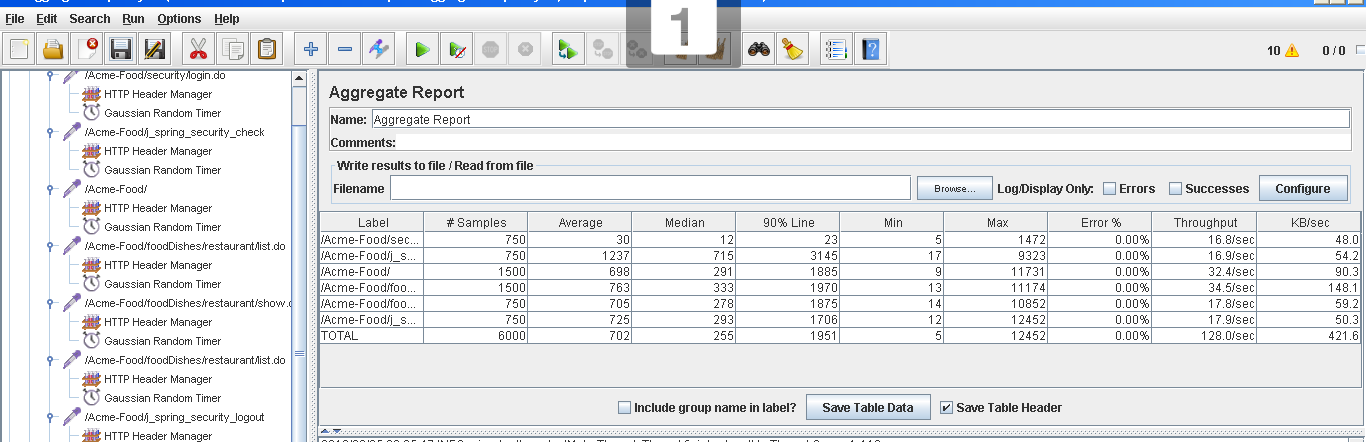 File Edit Search Run Options Help
1
10 0 / 0
/Acme-Food/security/login.do
HTTP Header Manager
Gaussian Random Timer
/Acme-Food/j_spring_security_check
HTTP Header Manager
Gaussian Random Timer
/Acme-Food/
HTTP Header Manager
Gaussian Random Timer
/Acme-Food/foodDishes/restaurant/list.do
HTTP Header Manager
Gaussian Random Timer
/Acme-Food/foodDishes/restaurant/show.
HTTP Header Manager
Gaussian Random Timer
/Acme-Food/foodDishes/restaurant/list.do
HTTP Header Manager
Gaussian Random Timer
/Acme-Food/j_spring_security_logout
HTTP Header Manager
Aggregate Report
Name: Aggregate Report
Comments:
Write results to file / Read from file
Filename Browse... Log/Display Only: Errors Successes Configure
Label # Samples Average Median 90% Line Min Max Error % Throughput KB/sec
/Acme-Food/sec... 750 30 12 23 5 1472 0.00% 16.8/sec 48.0
/Acme-Food/j_s... 750 1237 715 3145 17 9323 0.00% 16.9/sec 54.2
/Acme-Food/ 1500 698 291 1885 9 11731 0.00% 32.4/sec 90.3
/Acme-Food/foo... 1500 763 333 1970 13 11174 0.00% 34.5/sec 148.1
/Acme-Food/foo... 750 705 278 1875 14 10852 0.00% 17.8/sec 59.2
/Acme-Food/j_s... 750 725 293 1706 12 12452 0.00% 17.9/sec 50.3
TOTAL 6000 702 255 1951 5 12452 0.00% 128.0/sec 421.6
Include group name in label? Save Table Data Save Table Header